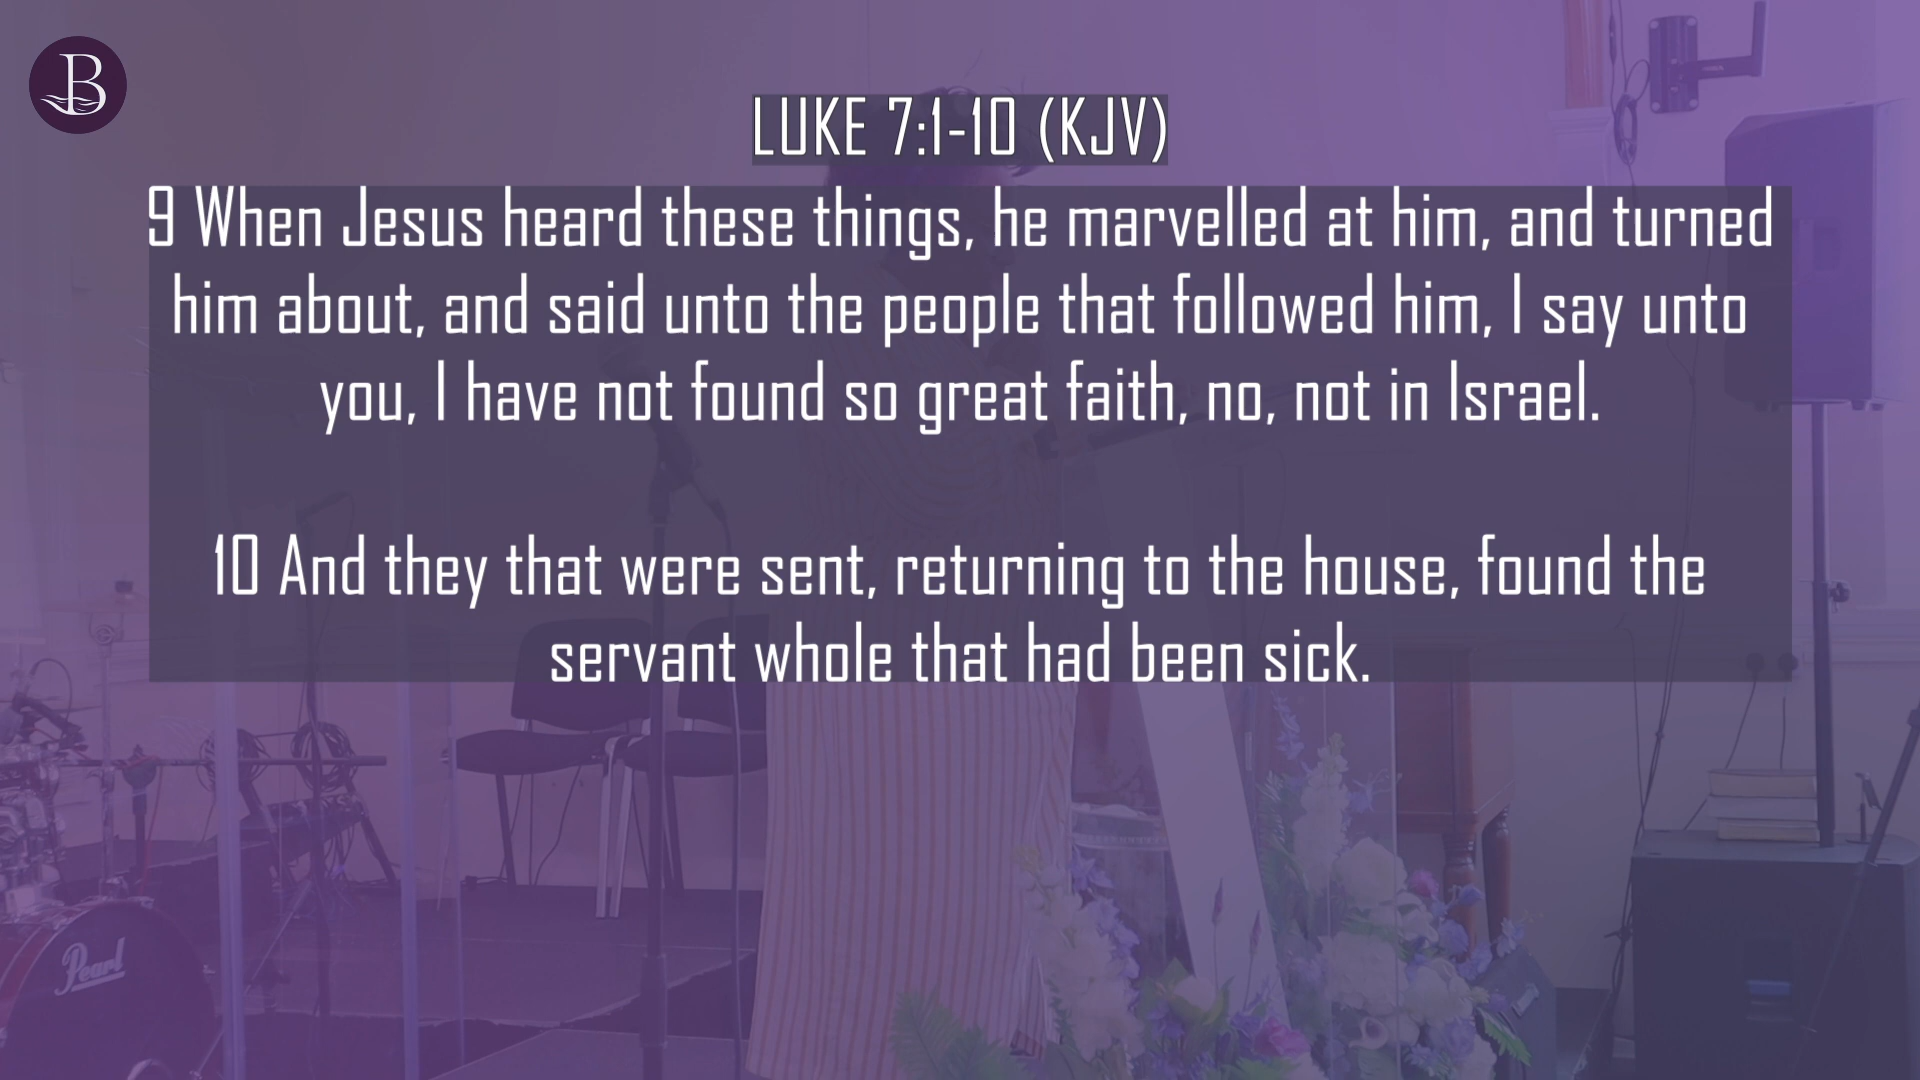 B
LUKE 7:1-10 (KJV)
9 When Jesus heard these things, he marvelled at him, and turned
him about, and said unto the people that followed him, I say unto
you, I have not found so great faith, no, not in Israel.
10 And they that were sent, returning to the house, found the
servant whole that had been sick.
Pearl